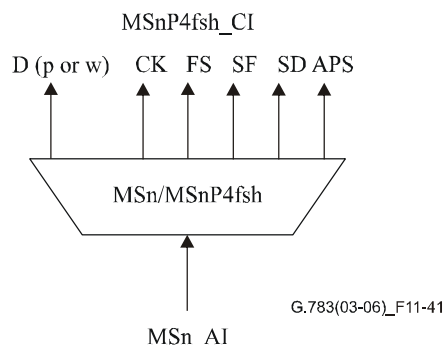 MSnP4fsh_CI
D (p or w) CK FS SF SD APS
MSn/MSnP4fsh
G.783(03-06)_F11-41
MSn_AI